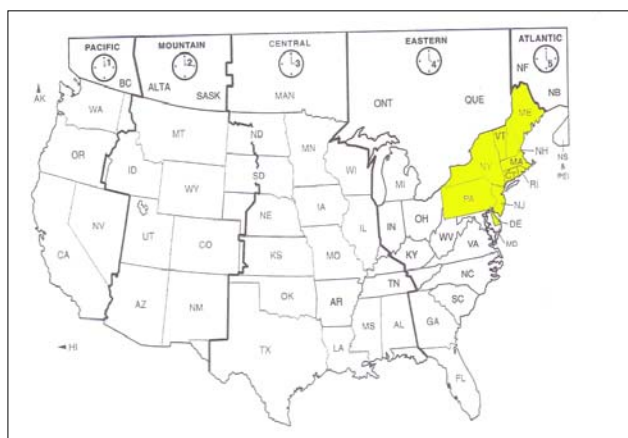 PACIFIC
MOUNTAIN
CENTRAL
EASTERN
ATLANTIC
1
2
3
4
5
BC
ALTA
SASK
MAN
ONT
QUE
NF
NB
AK
WA
MT
ND
MN
ME
VT
NH
OR
ID
WY
SD
WI
MI
NY
MA
NS
&
PEI
RI
NV
UT
CO
NE
IA
IL
IN
OH
PA
NJ
DE
MD
CA
KS
MO
KY
WV
VA
AZ
NM
OK
AR
TN
NC
SC
TX
LA
MS
AL
GA
FL
HI